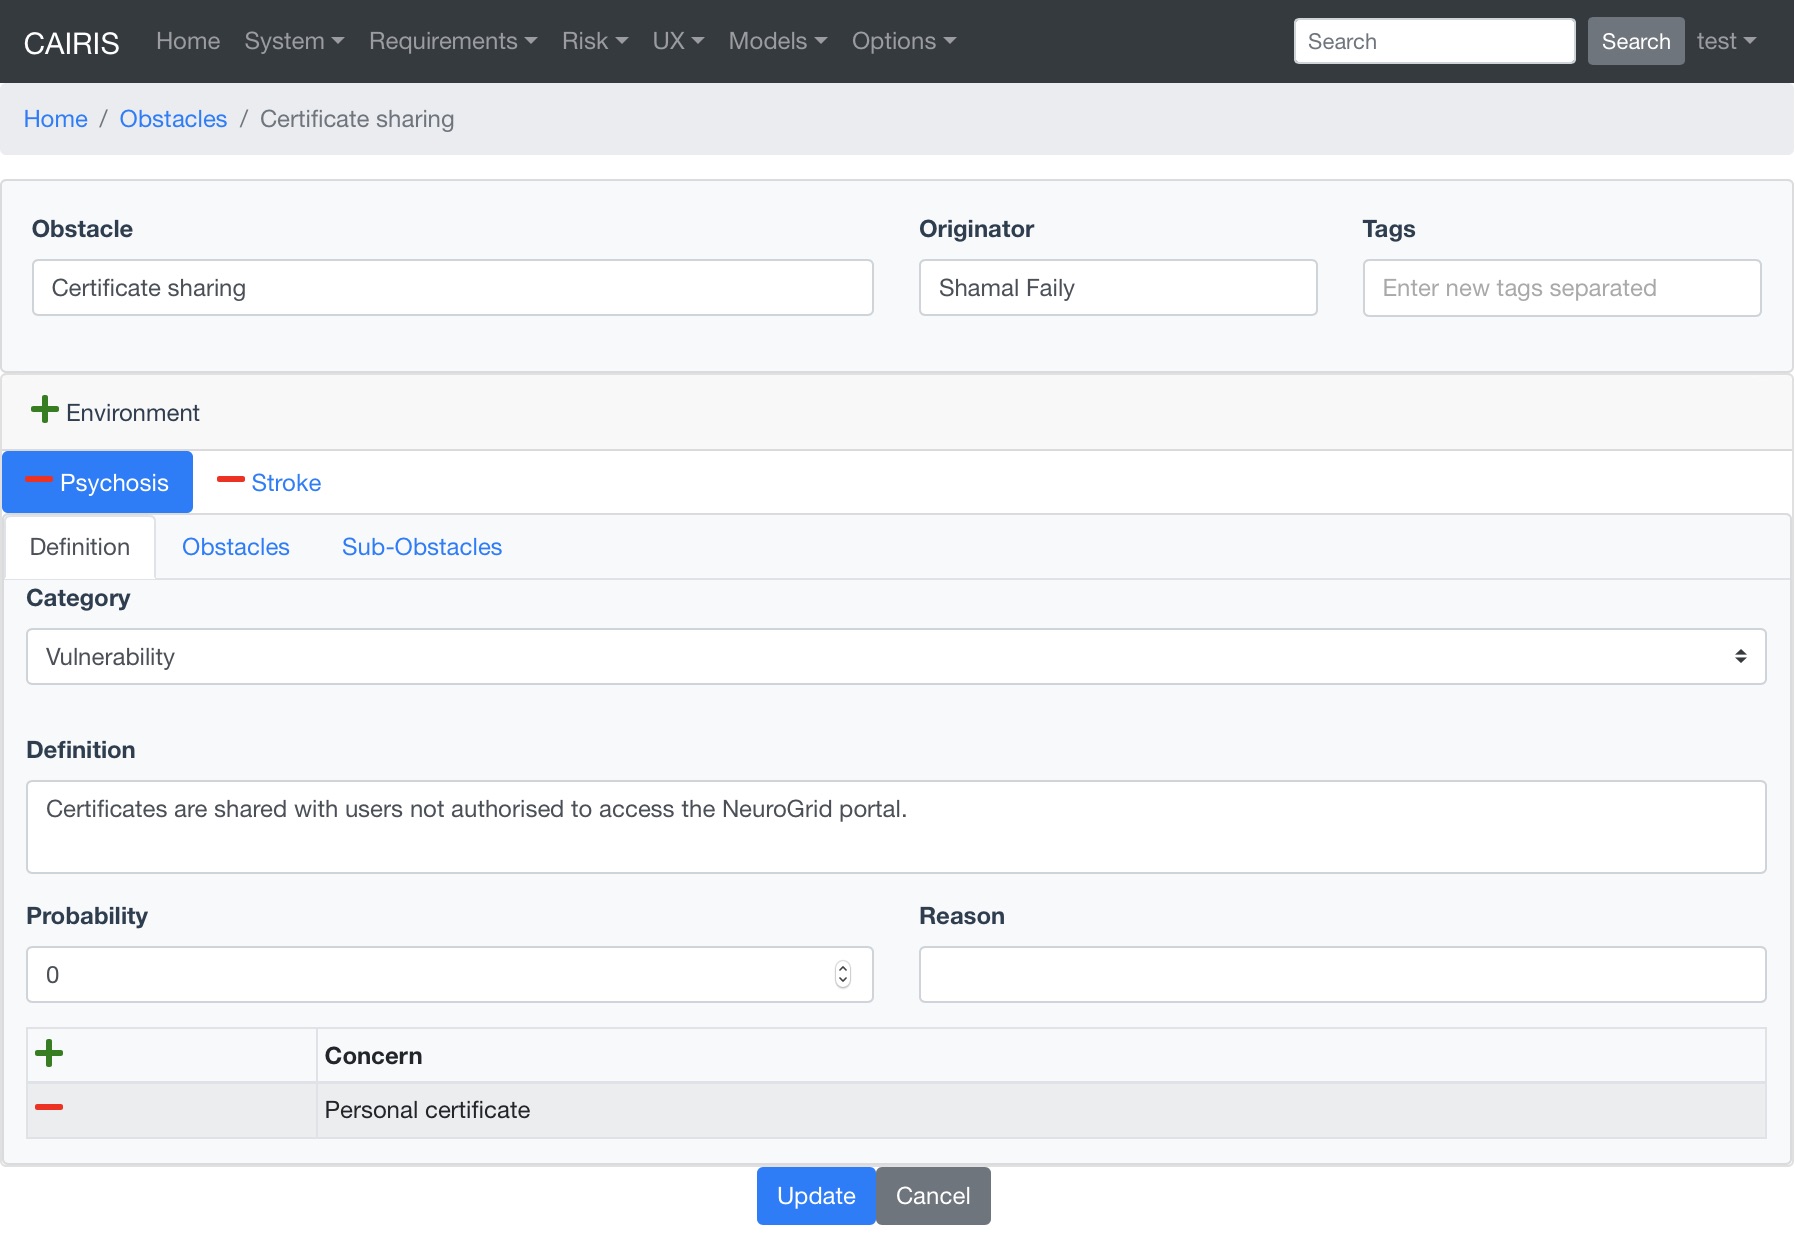 CAIRIS Home System Requirements Risk UX Models Options Search Search test
Home / Obstacles / Certificate sharing
Obstacle Originator Tags
Certificate sharing Shamal Faily Enter new tags separated
Environment
Psychosis Stroke
Definition Obstacles Sub-Obstacles
Category
Vulnerability
Definition
Certificates are shared with users not authorised to access the NeuroGrid portal.
Probability Reason
0
Concern
Personal certificate
Update Cancel